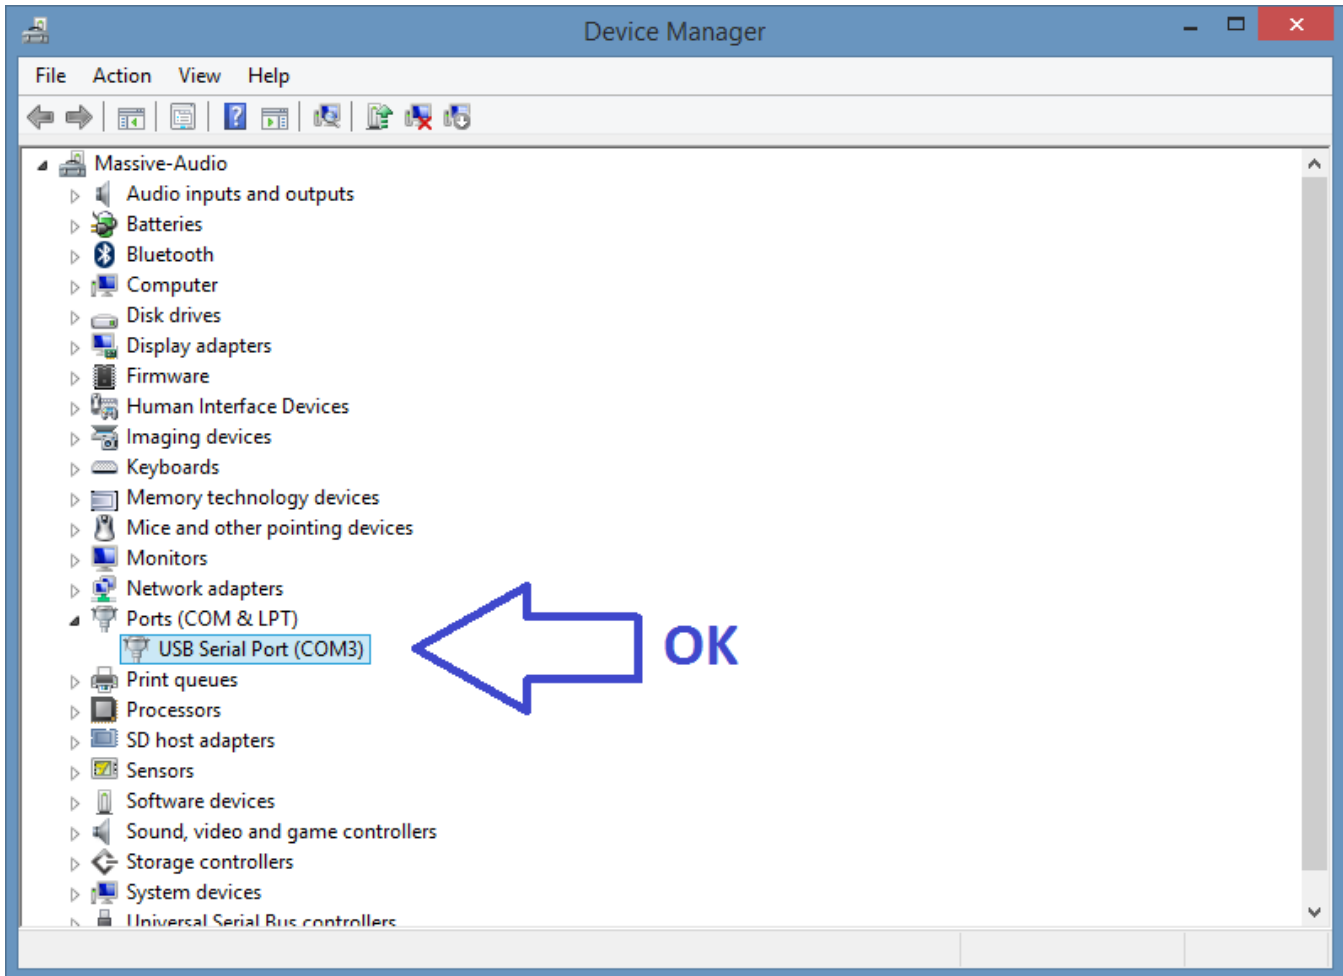 Device Manager
File Action View Help
Massive-Audio
Audio inputs and outputs
Batteries
Bluetooth
Computer
Disk drives
Display adapters
Firmware
Human Interface Devices
Imaging devices
Keyboards
Memory technology devices
Mice and other pointing devices
Monitors
Network adapters
Ports (COM & LPT)
USB Serial Port (COM3) OK
Print queues
Processors
SD host adapters
Sensors
Software devices
Sound, video and game controllers
Storage controllers
System devices
Universal Serial Bus controllers